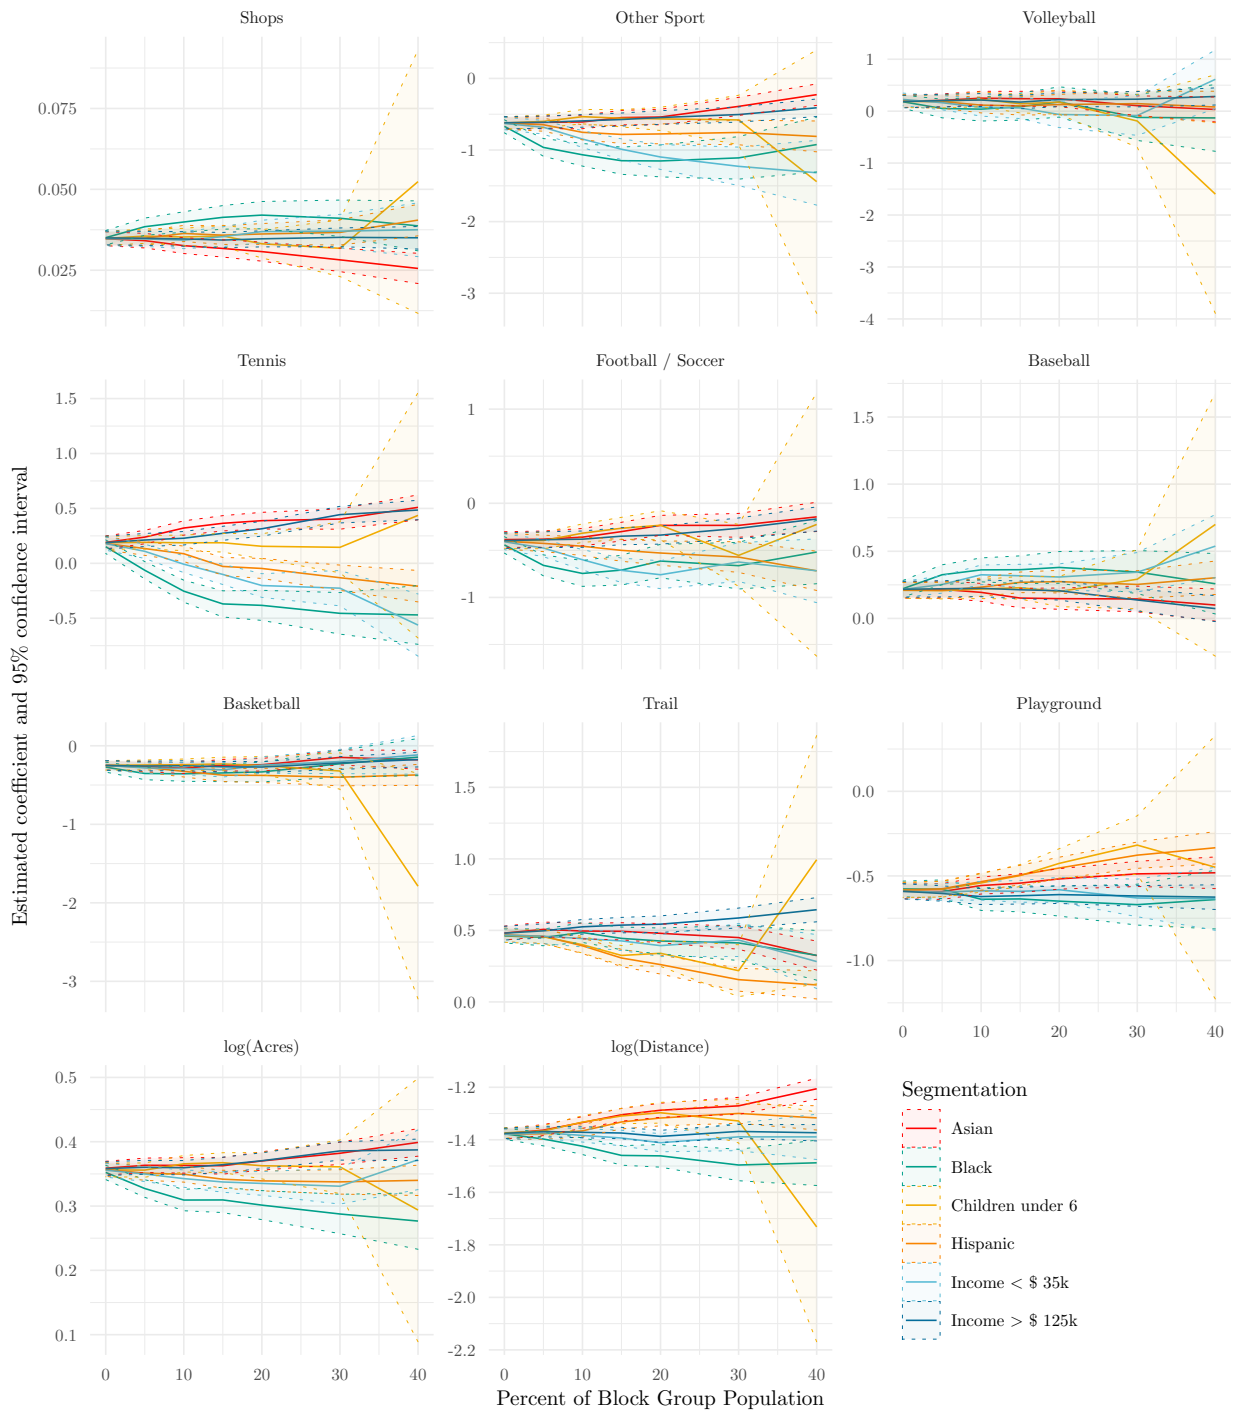 Shops
Other Sport
Volleyball
0.075
0.050
0.025
0
-1
-2
-3
1
0
-1
-2
-3
-4
Tennis
Football / Soccer
Baseball
1.5
1.0
0.5
0.0
-0.5
1
0
-1
1.5
1.0
0.5
0.0
Basketball
Trail
Playground
0
-1
-2
-3
1.5
1.0
0.5
0.0
0.0
-0.5
-1.0
0 10 20 30 40
log(Acres)
log(Distance)
0.5
0.4
0.3
0.2
0.1
-1.2
-1.4
-1.6
-1.8
-2.0
-2.2
0 10 20 30 40
0 10 20 30 40
Estimated coefficient and 95% confidence interval
Percent of Block Group Population
Segmentation
Asian
Black
Children under 6
Hispanic
Income < $ 35k
Income > $ 125k